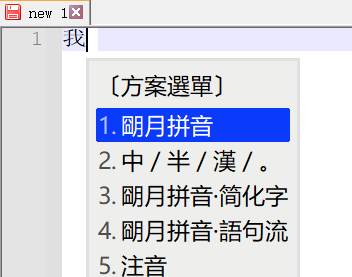 new 1
1 我
〔方案選單〕
1. 朙月拼音
2. 中／半／漢／。
3. 朙月拼音·简化字
4. 朙月拼音·語句流
5. 注音